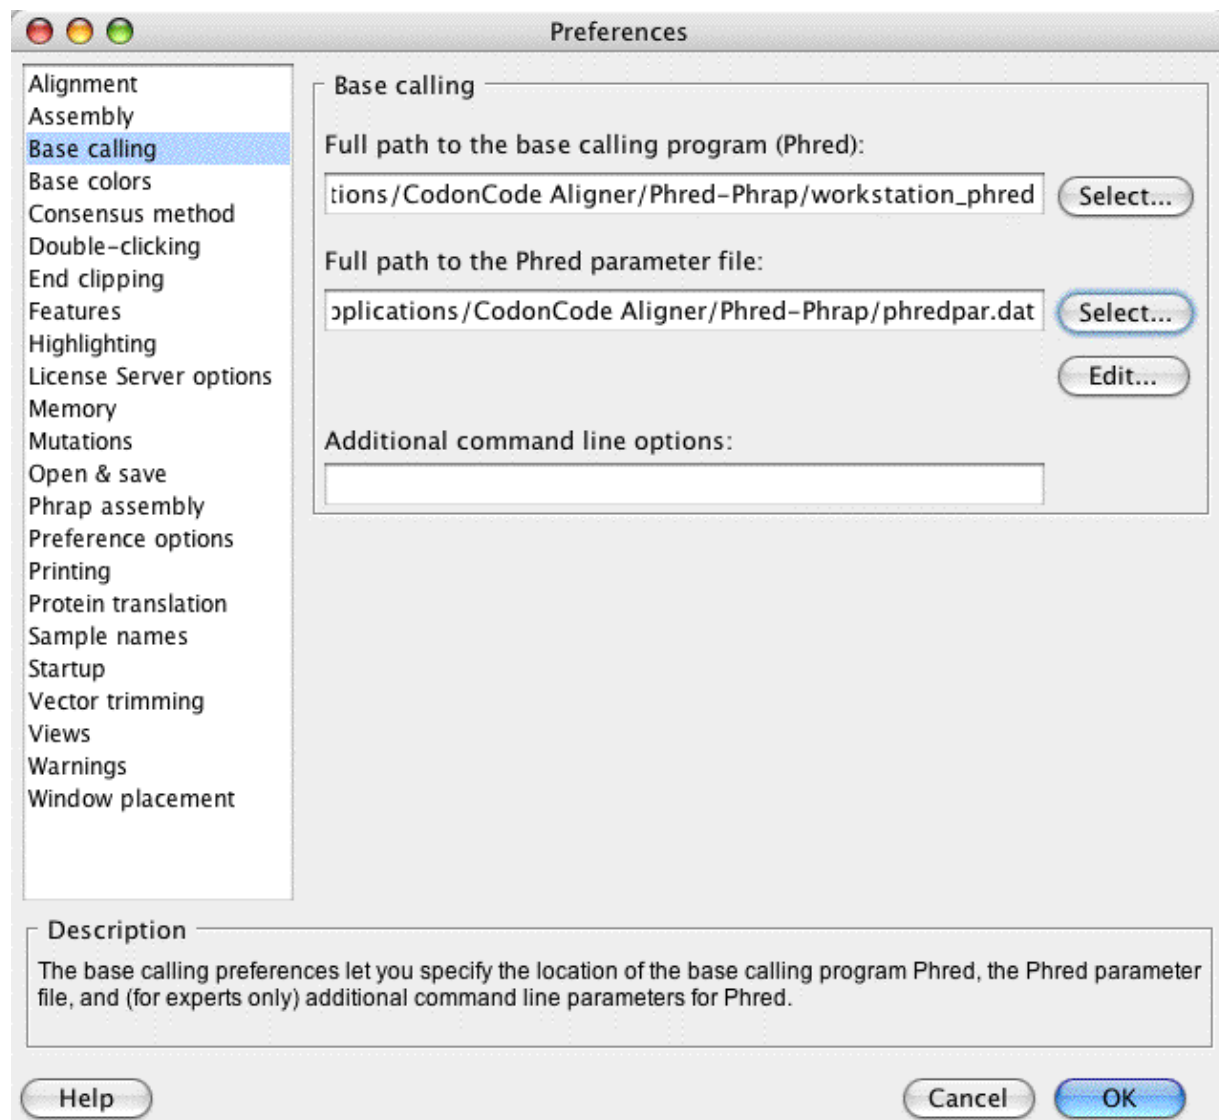 Preferences
Alignment
Assembly
Base calling
Base colors
Consensus method
Double-clicking
End clipping
Features
Highlighting
License Server options
Memory
Mutations
Open & save
Phrap assembly
Preference options
Printing
Protein translation
Sample names
Startup
Vector trimming
Views
Warnings
Window placement
Base calling
Full path to the base calling program (Phred):
tions/CodonCode Aligner/Phred-Phrap/workstation_phred
Select...
Full path to the Phred parameter file:
pplications/CodonCode Aligner/Phred-Phrap/phredpar.dat
Select...
Edit...
Additional command line options:
Description
The base calling preferences let you specify the location of the base calling program Phred, the Phred parameter
file, and (for experts only) additional command line parameters for Phred.
Help
Cancel
OK